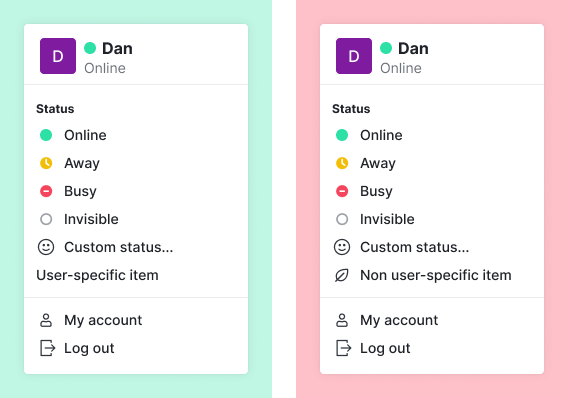 D
Dan
Online
Status
Online
Away
Busy
Invisible
Custom status...
User-specific item
My account
Log out
D
Dan
Online
Status
Online
Away
Busy
Invisible
Custom status...
Non user-specific item
My account
Log out